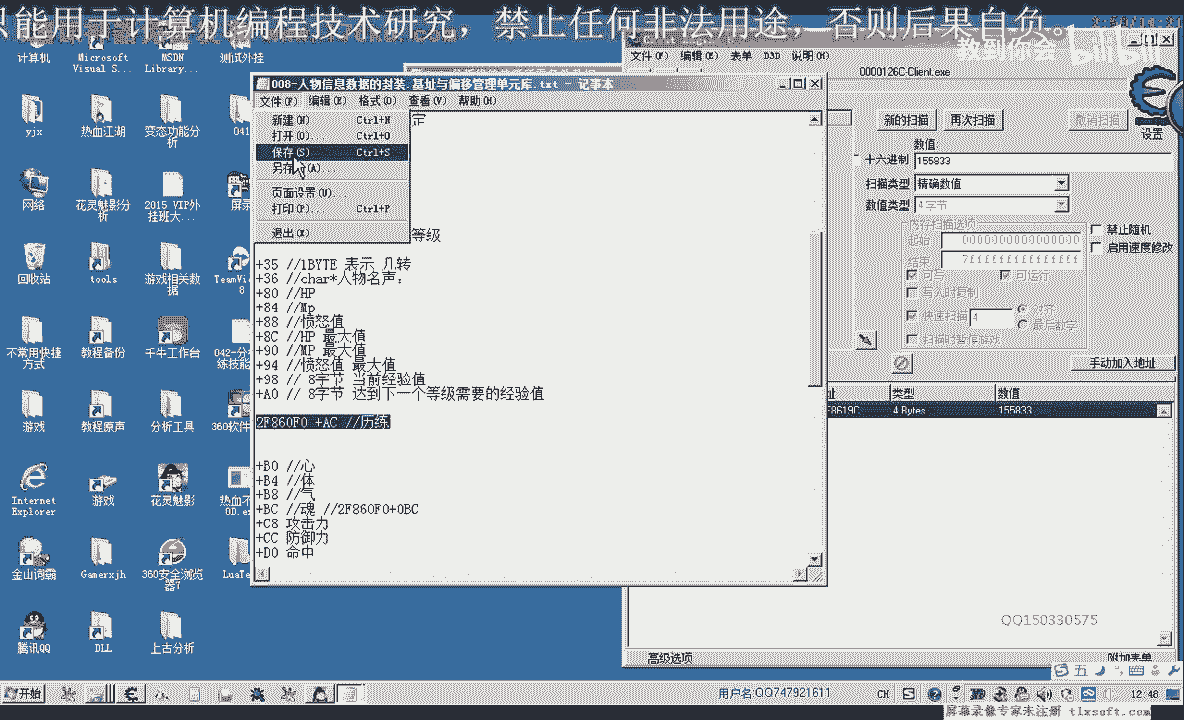 只能用于计算机编程技术研究，禁止任何非法用途，否则后果自负.
教到你会
bilibili
计算机
Microsoft Visual S...
MSDN Library...
测试外挂
yjx
热血江湖
变态功能分析
041
网络
花灵魅影分析
2015 VIP外挂班大...
屏录
回收站
tools
游戏相关数据
TeamVi 8
不常用快捷方式
教程备份
千牛工作台
042-分 练技能
游戏
教程原声
分析工具
360软件
Internet Explorer
游戏
花灵魅影
热血 OD.e
金山词霸
Gamerxjh
360安全浏览器7
LuaTe
腾讯QQ
DLL
上古分析
008-人物信息数据的封装.基址与偏移管理单元库.txt - 记事本
文件(F) 编辑(E) 格式(O) 查看(V) 帮助(H)
新建(N) Ctrl+N
打开(O)... Ctrl+O
保存(S) Ctrl+S
另存 (A)...
页面设置(U)...
打印(P)... Ctrl+P
退出(X)
定
等级
+35 //1BYTE 表示 几转
+36 //char*人物名声：
+80 //HP
+84 //Mp
+88 //愤怒值
+8C //HP 最大值
+90 //MP 最大值
+94 //愤怒值 最大值
+98 // 8字节 当前经验值
+A0 // 8字节 达到下一个等级需要的经验值
2F860F0 +AC //历练
+B0 //心
+B4 //体
+B8 //气
+BC //魂 //2F860F0+0BC
+C8 攻击力
+CC 防御力
+D0 命中
文件(F) 编辑(E) 表单 D3D 说明(H)
0000126C-Client.exe
设置
新的扫描 再次扫描 撤消扫描
数值:
十六进制 155833
扫描类型 精确数值
数值类型 4字节
内存扫描选项
起始 0000000000000000
结束 7fffffffffffffff
可写 可运行
写入时复制
快速扫描 4 对齐
扫描时暂停游戏
禁止随机
启用速度修改
手动加入地址
址 类型 数值
F8619C 4 Bytes 155833
QQ150330575
高级选项 附加表单
开始
用户名:QQ747921611
CH
五
12:46
屏幕录像专家未注册 tlxsoft.com